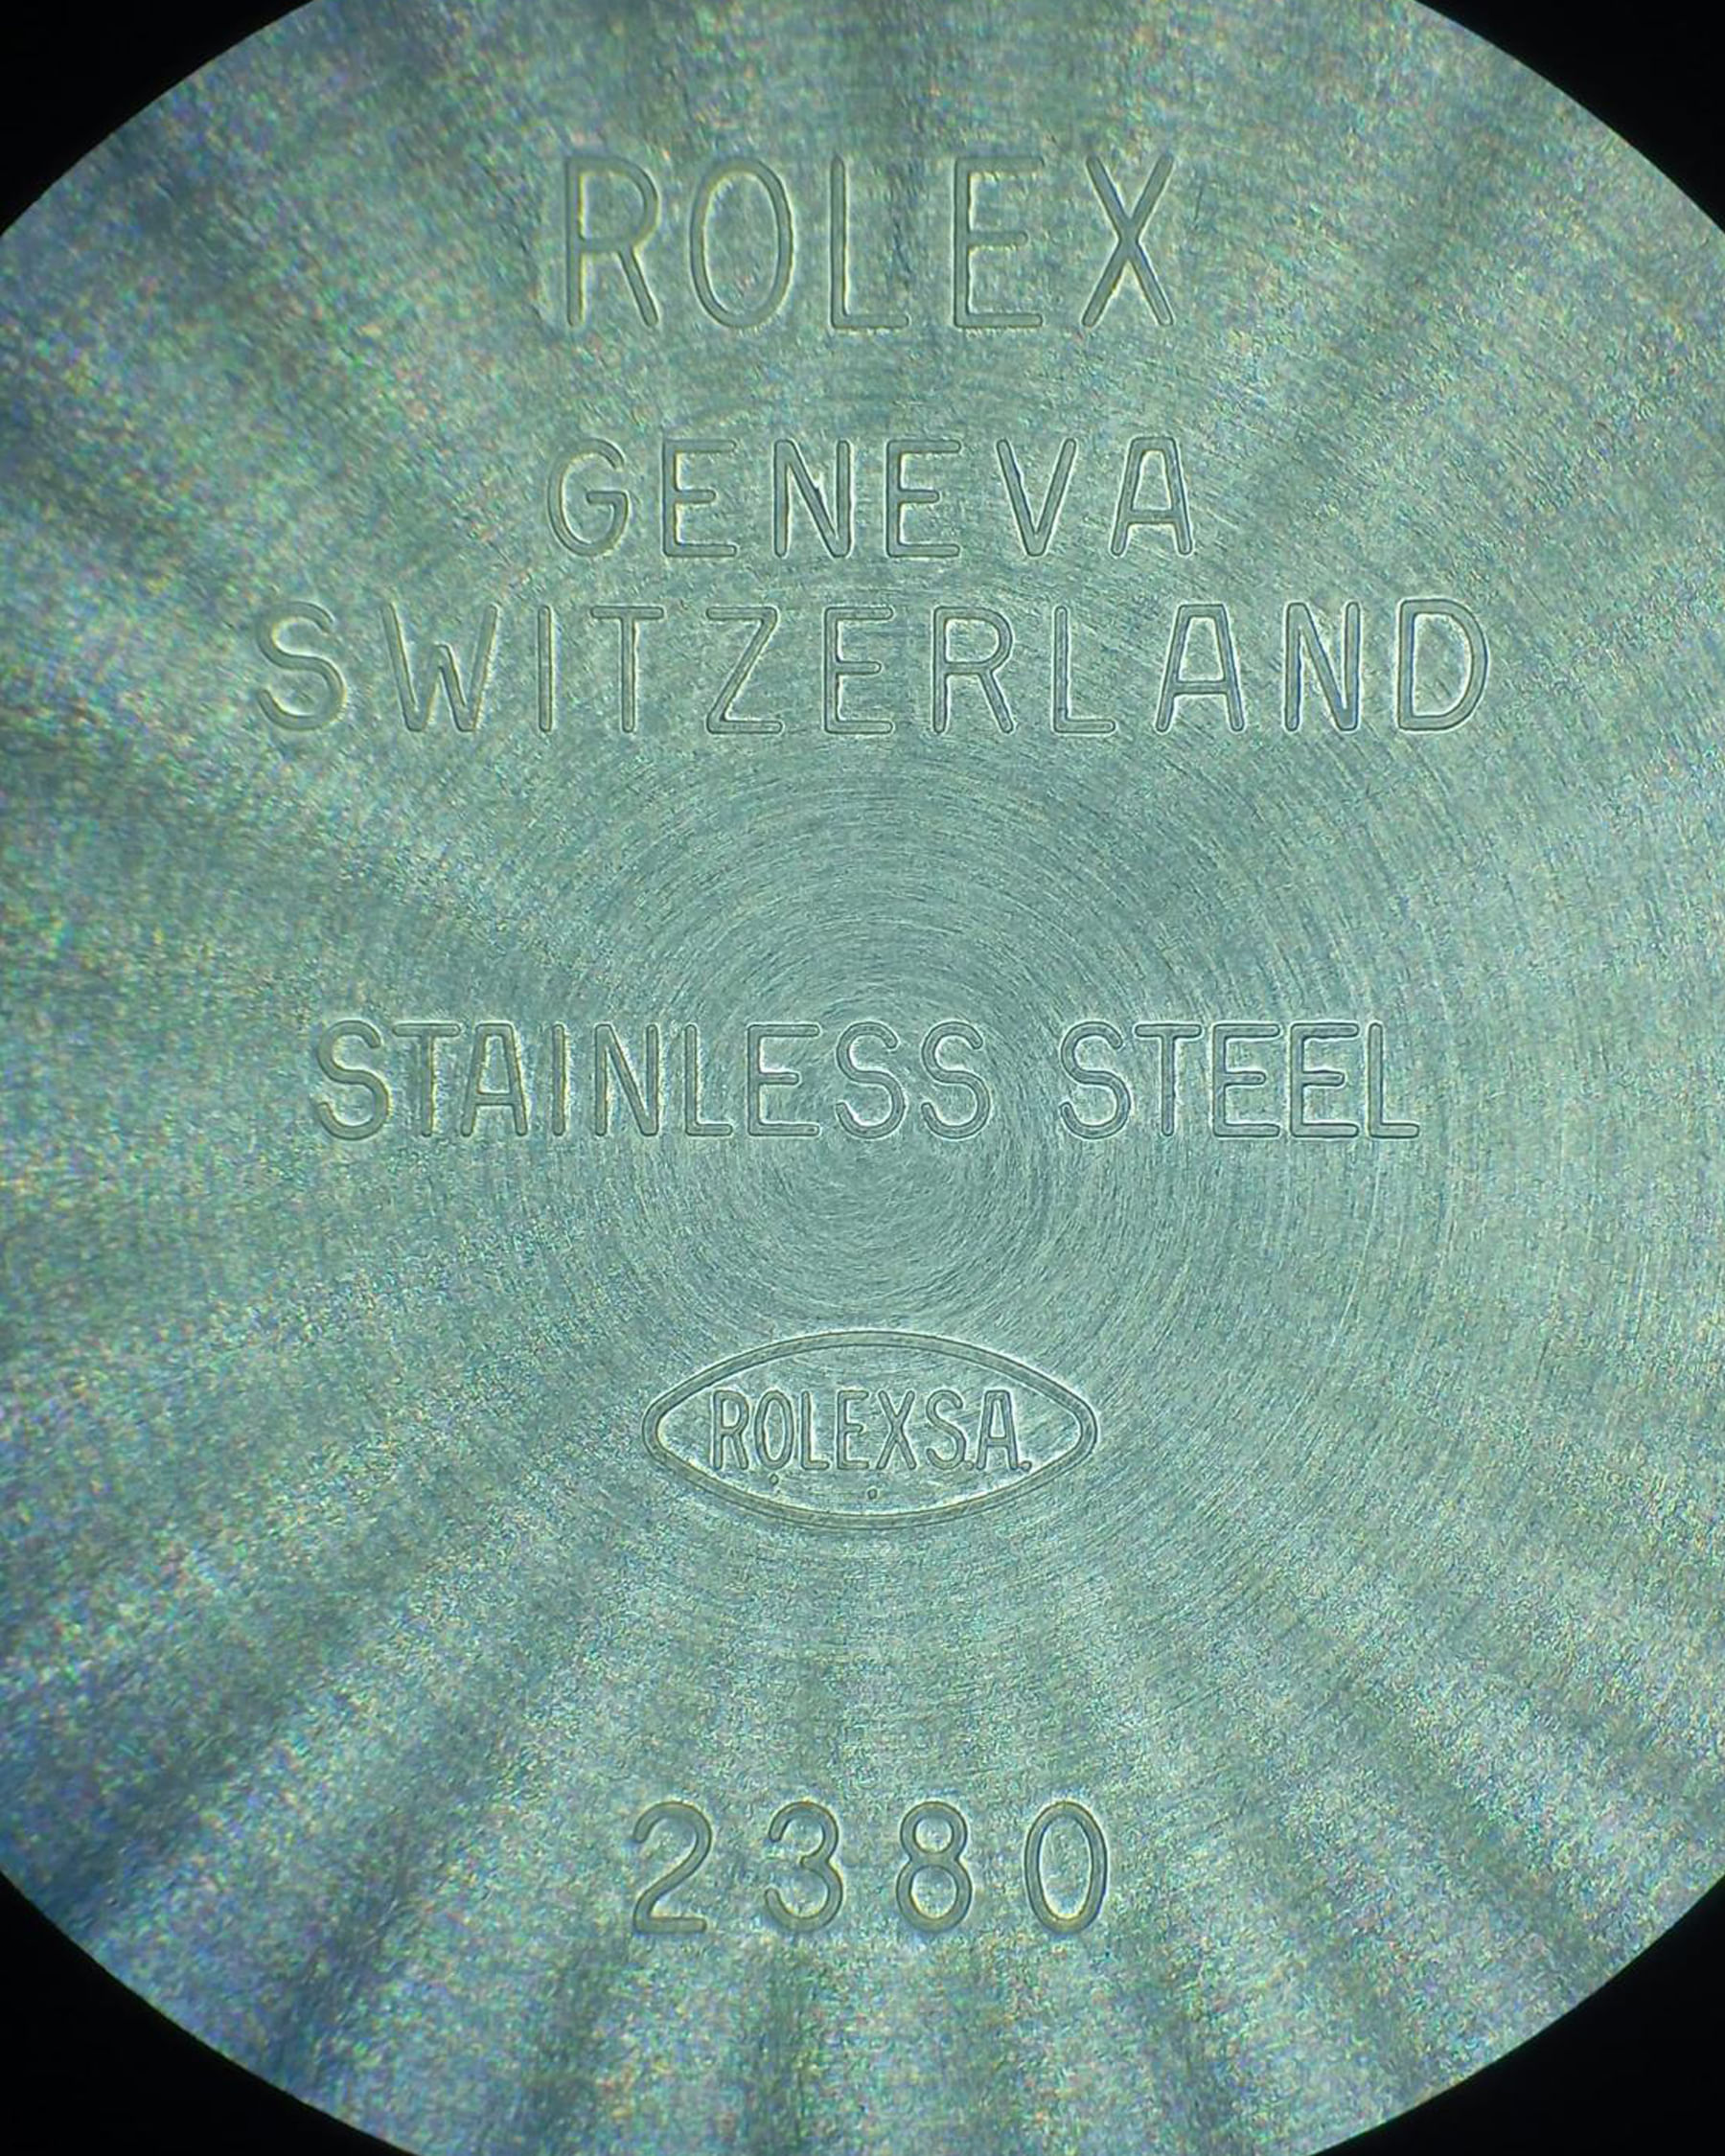 ROLEX
GENEVA
SWITZERLAND
STAINLESS STEEL
ROLEX S.A.
2380